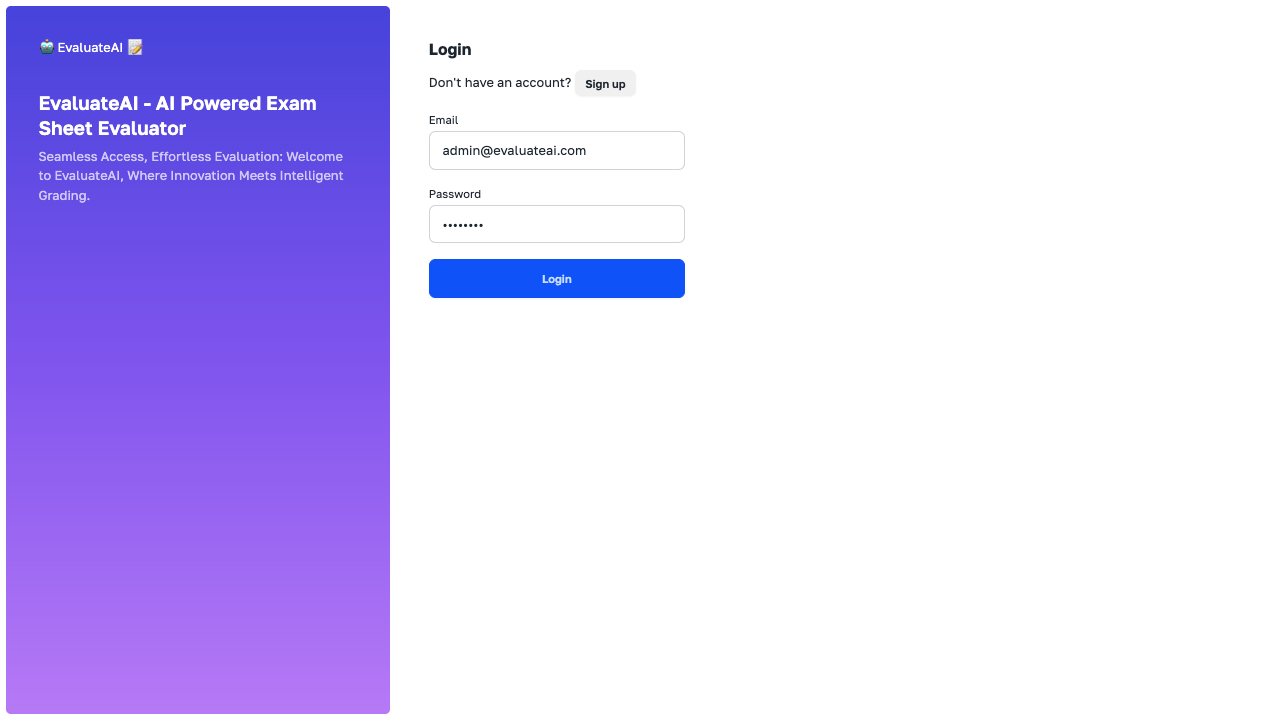 EvaluateAI
EvaluateAI - AI Powered Exam
Sheet Evaluator
Seamless Access, Effortless Evaluation: Welcome
to EvaluateAI, Where Innovation Meets Intelligent
Grading.
Login
Don't have an account? Sign up
Email
admin@evaluateai.com
Password
••••••••
Login